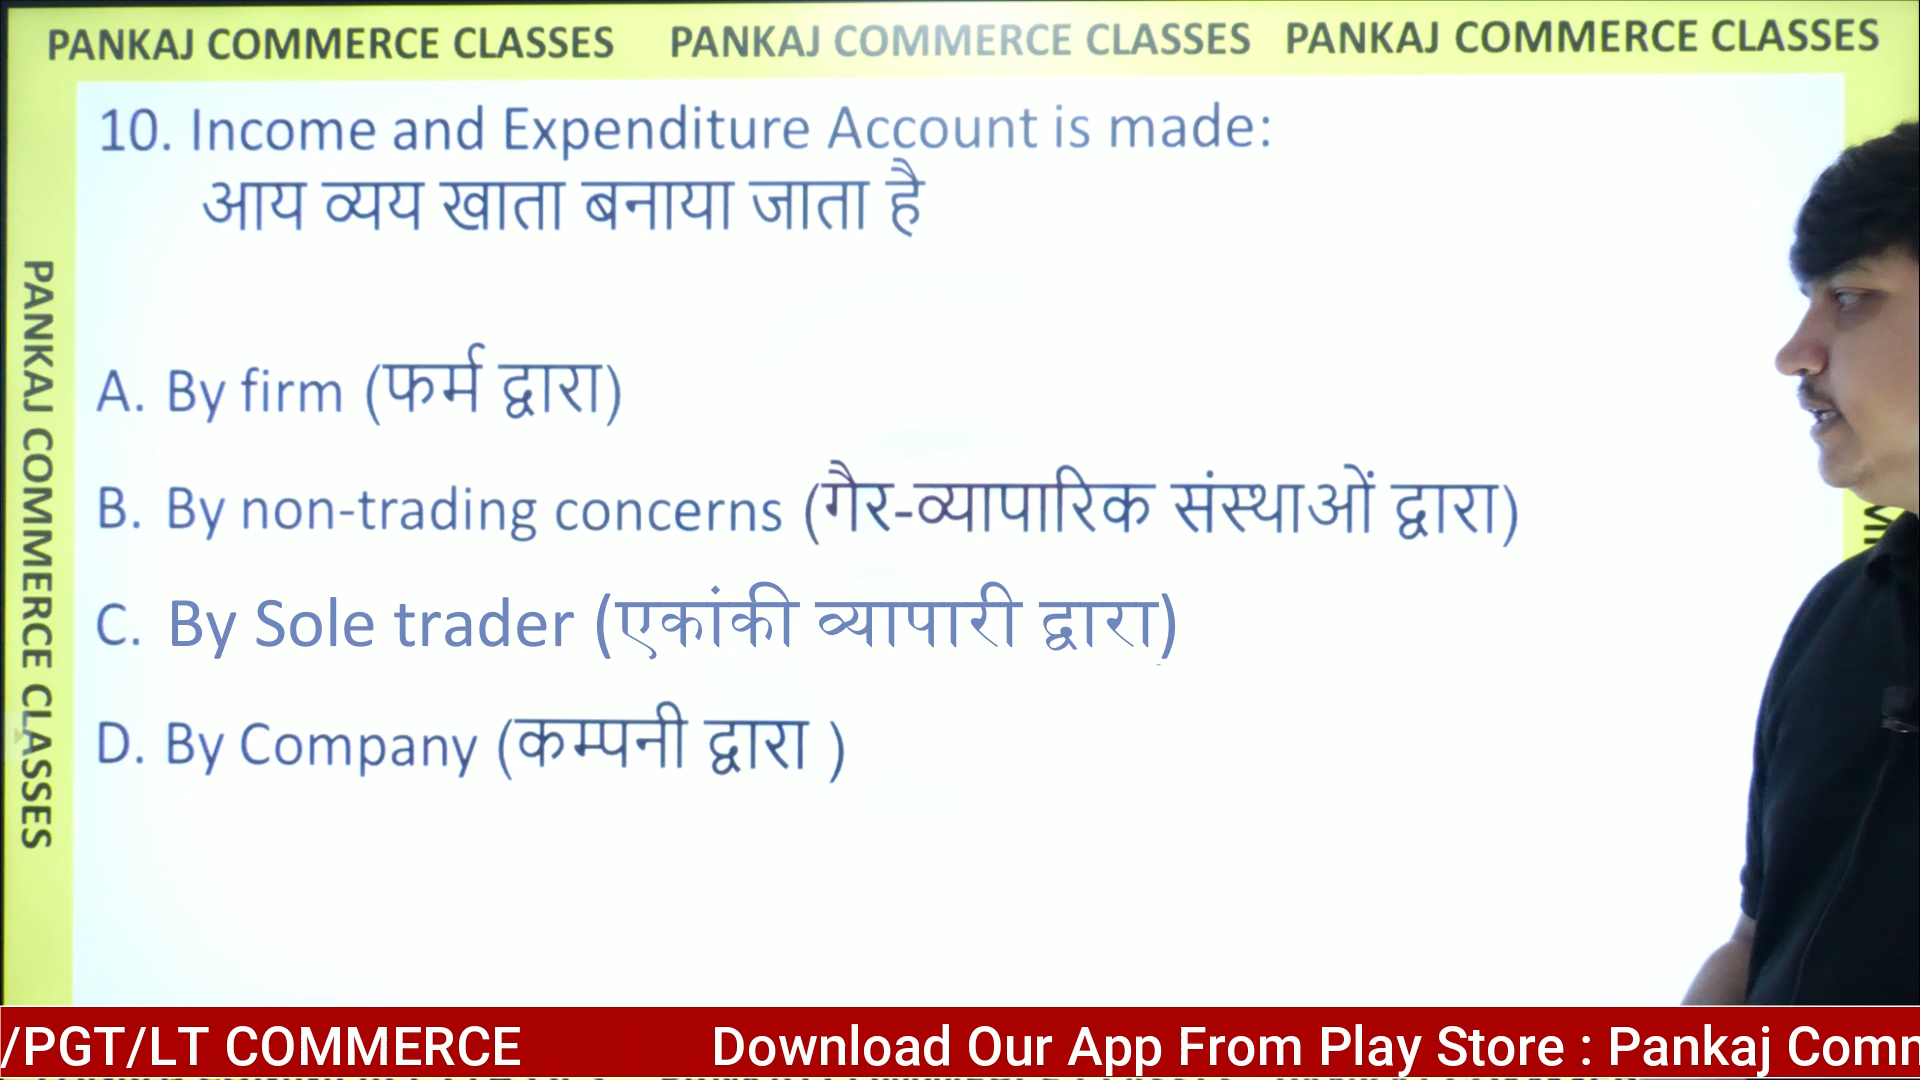 PANKAJ COMMERCE CLASSES PANKAJ COMMERCE CLASSES PANKAJ COMMERCE CLASSES
PANKAJ COMMERCE CLASSES
10. Income and Expenditure Account is made:
आय व्यय खाता बनाया जाता है
A. By firm (फर्म द्वारा)
B. By non-trading concerns (गैर-व्यापारिक संस्थाओं द्वारा)
C. By Sole trader (एकांकी व्यापारी द्वारा)
D. By Company (कम्पनी द्वारा )
/PGT/LT COMMERCE Download Our App From Play Store : Pankaj Comm